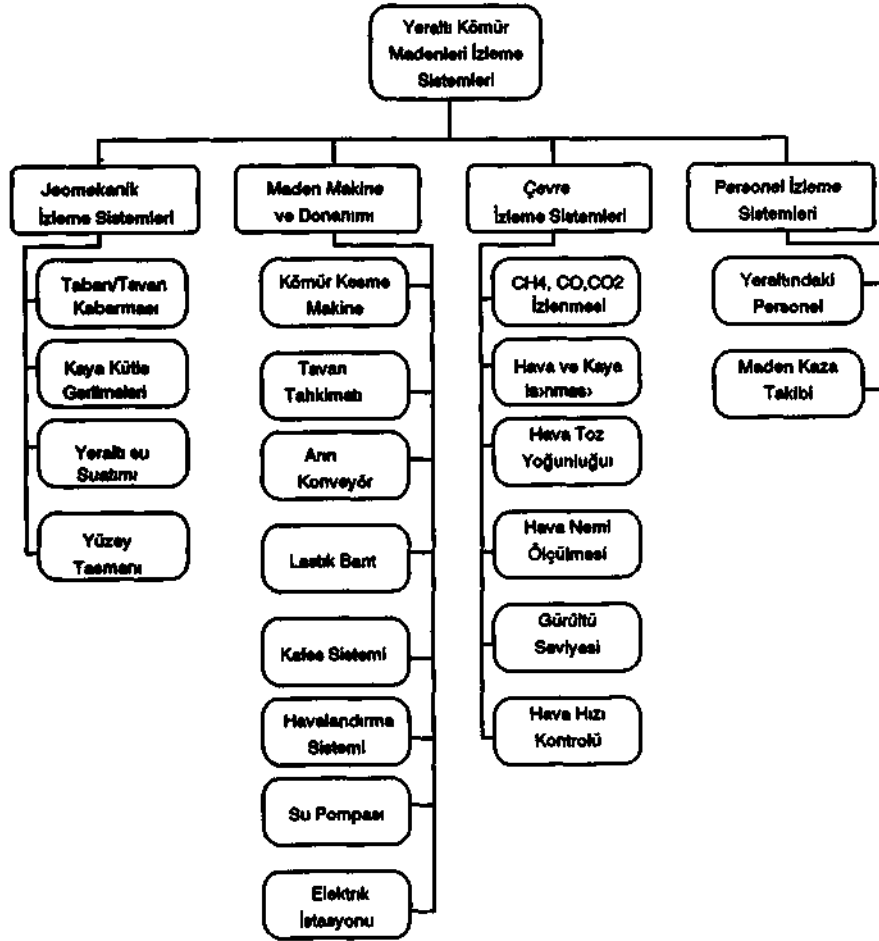 Yeraltı Kömür
Madenleri İzleme
Sistemleri
Jeomekanik
İzleme Sistemleri
Maden Makine
ve Donanımı
Çevre
İzleme Sistemleri
Personel İzleme
Sistemleri
Taban/Tavan
Kabarması
Kaya Kütle
Gerilmeleri
Yeraltı su
Yüzey
Tasmanı
Kömür Kesme
Makine
Tavan
Tahkimatı
Arın
Konveyör
Lastik Bant
Kafes Sistemi
Havalandırma
Sistemi
Su Pompası
Elektrik
İstasyonu
CH4, CO,CO2
İzlenmesi
Hava ve Kaya
Hava Toz
Yoğunluğu
Hava Nemi
Ölçülmesi
Gürültü
Seviyesi
Hava Hızı
Kontrolü
Yeraltındaki
Personel
Maden Kaza
Takibi